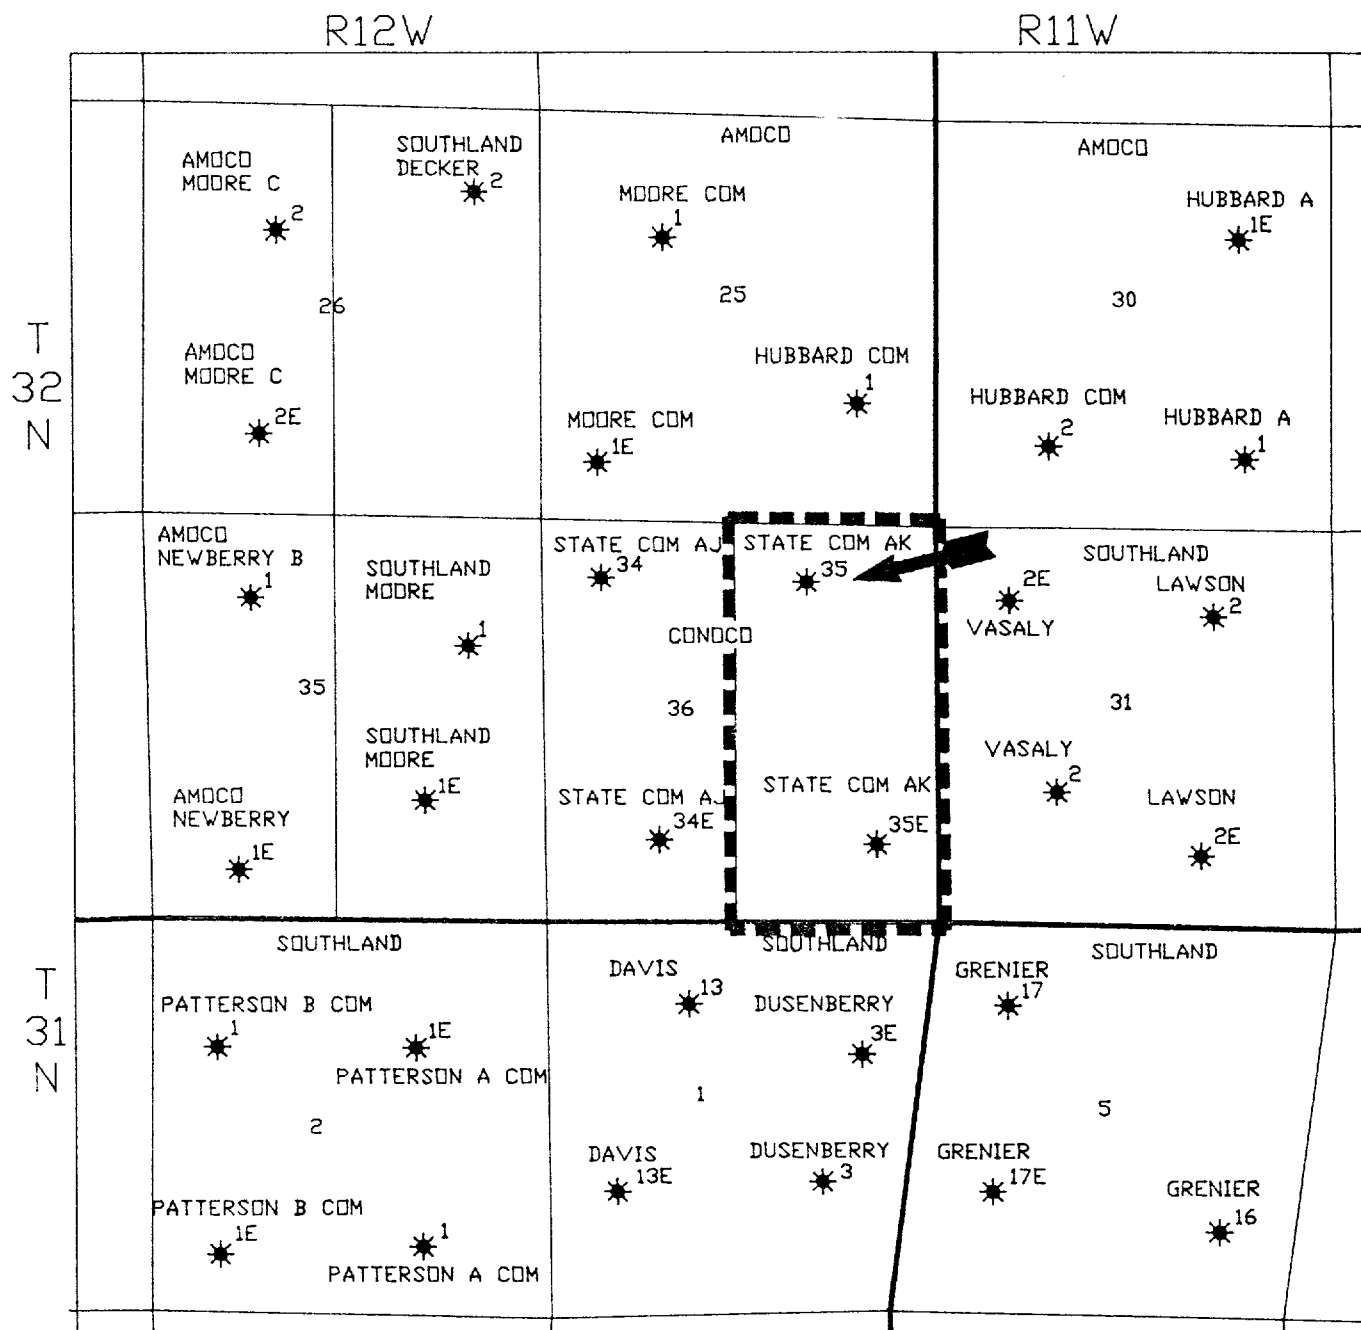 R12W
R11W
T
32
N
AMOCO
MOORE C
2
SOUTHLAND
DECKER
2
26
AMOCO
MOORE C
2E
AMOCO
MOORE COM
1
25
HUBBARD COM
1
MOORE COM
1E
AMOCO
HUBBARD A
1E
30
HUBBARD COM
2
HUBBARD A
1
AMOCO
NEWBERRY B
1
SOUTHLAND
MOORE
1
35
SOUTHLAND
MOORE
1E
AMOCO
NEWBERRY
1E
STATE COM AJ
34
STATE COM AK
35
CONOCO
36
STATE COM AJ
34E
STATE COM AK
35E
SOUTHLAND
2E
VASALY
LAWSON
2
31
VASALY
2
LAWSON
2E
T
31
N
SOUTHLAND
PATTERSON B COM
1
1E
PATTERSON A COM
2
PATTERSON B COM
1E
1
PATTERSON A COM
SOUTHLAND
DAVIS
13
DUSENBERRY
3E
1
DAVIS
13E
DUSENBERRY
3
SOUTHLAND
GRENIER
17
5
GRENIER
17E
GRENIER
16